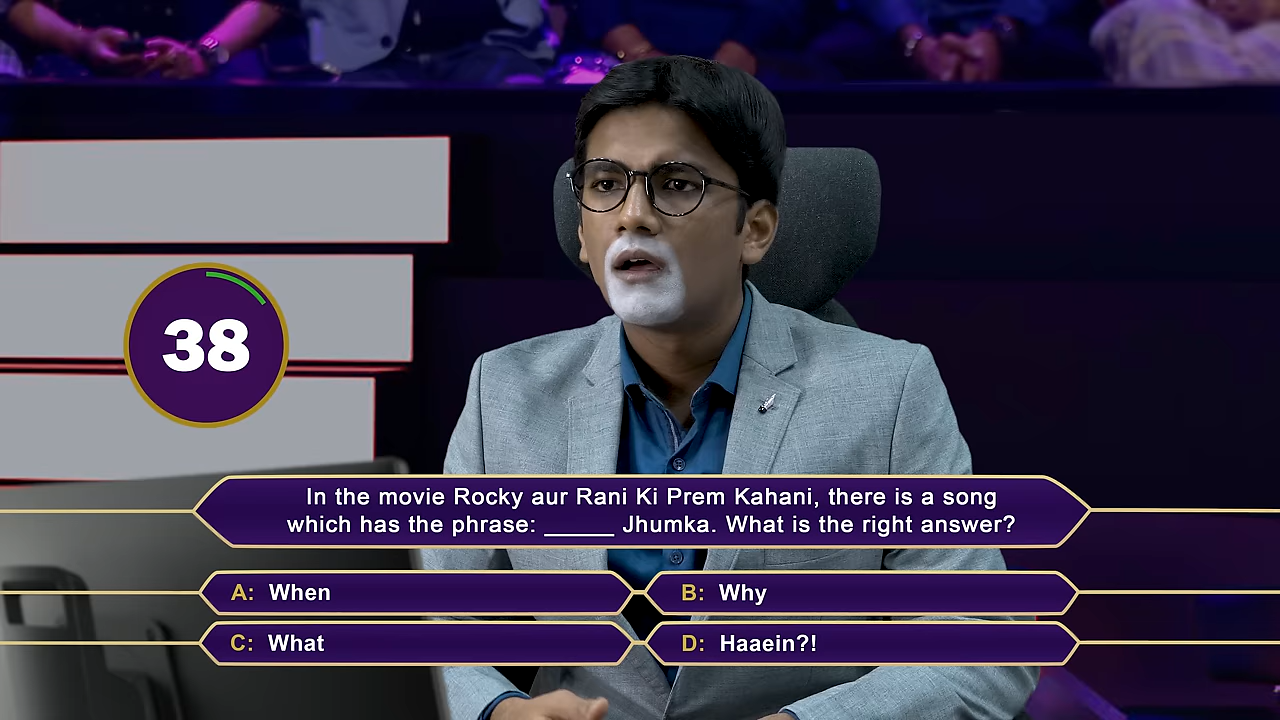 38
In the movie Rocky aur Rani Ki Prem Kahani, there is a song
which has the phrase: _____ Jhumka. What is the right answer?
A: When
B: Why
C: What
D: Haaein?!